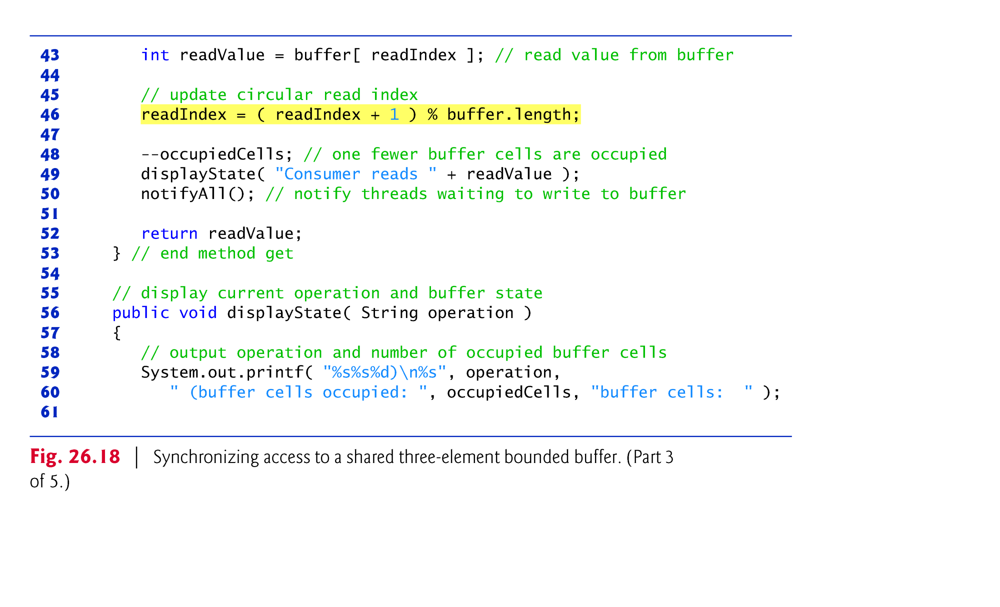 43 int readValue = buffer[ readIndex ]; // read value from buffer
44
45 // update circular read index
46 readIndex = ( readIndex + 1 ) % buffer.length;
47
48 --occupiedCells; // one fewer buffer cells are occupied
49 displayState( "Consumer reads " + readValue );
50 notifyAll(); // notify threads waiting to write to buffer
51
52 return readValue;
53 } // end method get
54
55 // display current operation and buffer state
56 public void displayState( String operation )
57 {
58 // output operation and number of occupied buffer cells
59 System.out.printf( "%s%s%d)\n%s", operation,
60 " (buffer cells occupied: ", occupiedCells, "buffer cells:  " );
61
Fig. 26.18 | Synchronizing access to a shared three-element bounded buffer. (Part 3
of 5.)